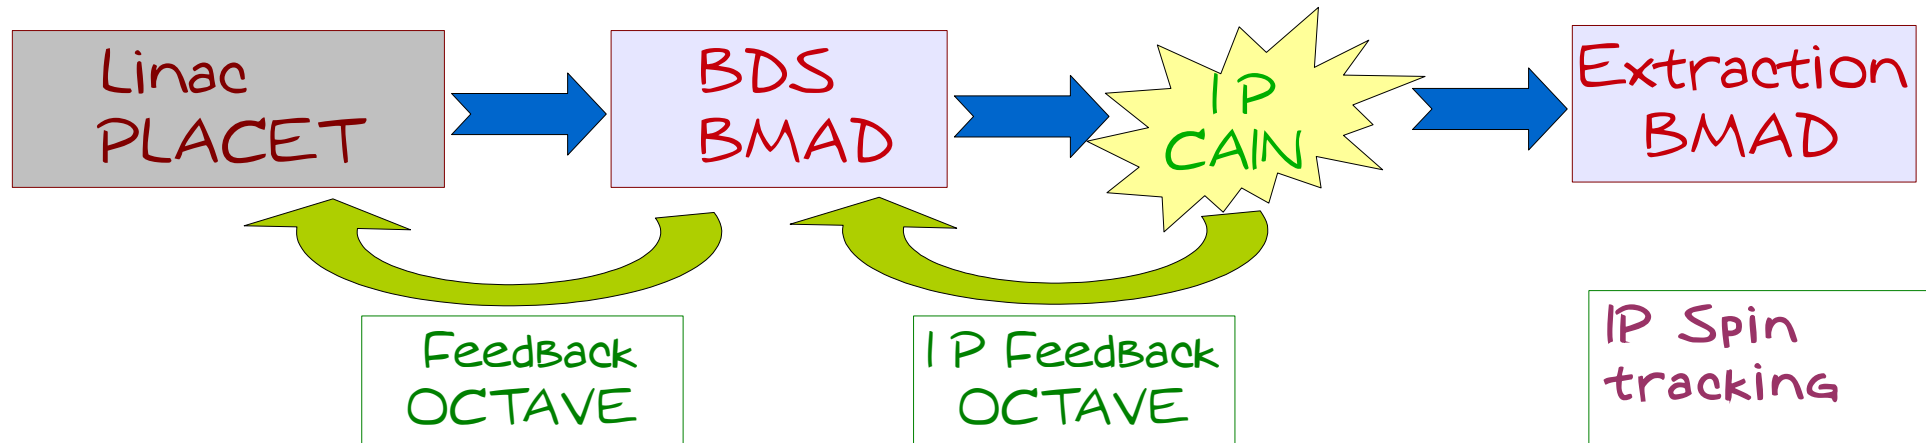 Linac
PLACET
BDS
BMAD
IP
CAIN
Extraction
BMAD
Feedback
OCTAVE
IP Feedback
OCTAVE
IP Spin
tracking